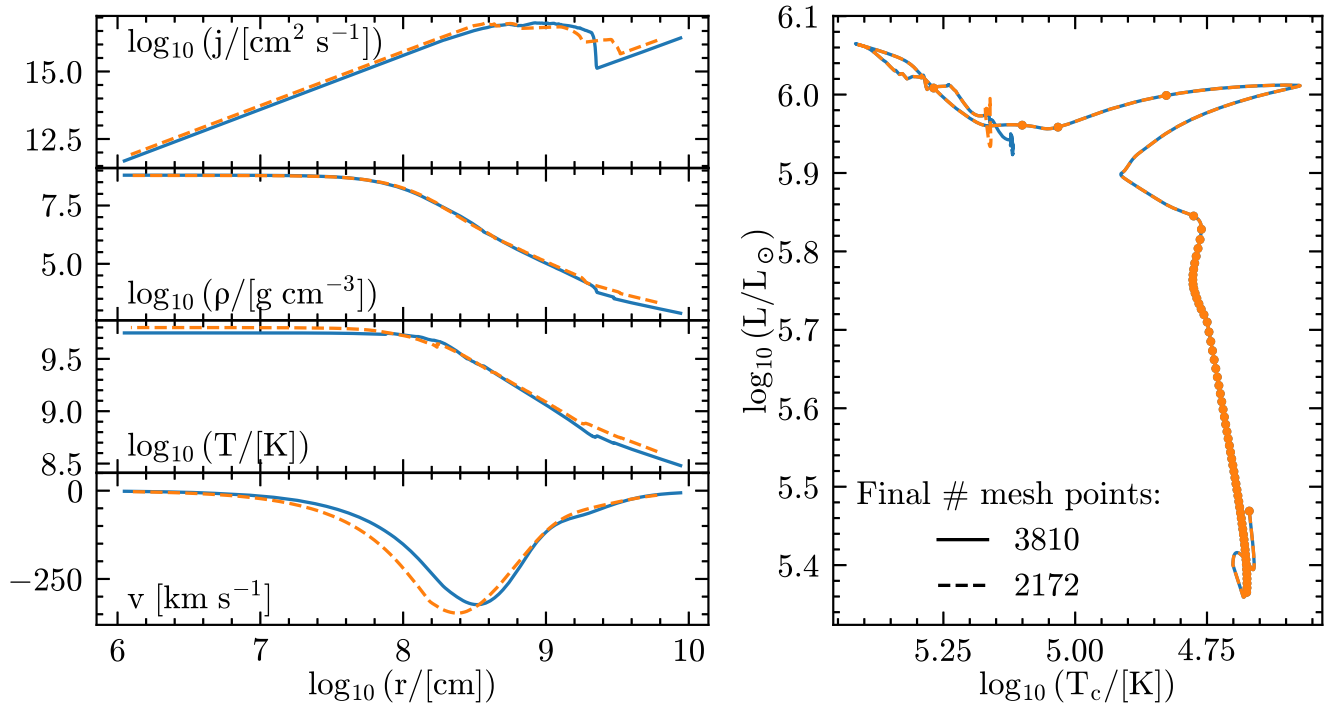 log₁₀ (j/[cm² s⁻¹])
15.0
12.5
7.5
5.0
log₁₀ (ρ/[g cm⁻³])
9.5
9.0
8.5
log₁₀ (T/[K])
0
−250
v [km s⁻¹]
6 7 8 9 10
log₁₀ (r/[cm])
6.1
6.0
5.9
5.8
5.7
5.6
5.5
5.4
log₁₀ (L/L☉)
Final # mesh points:
3810
2172
5.25 5.00 4.75
log₁₀ (T_c/[K])